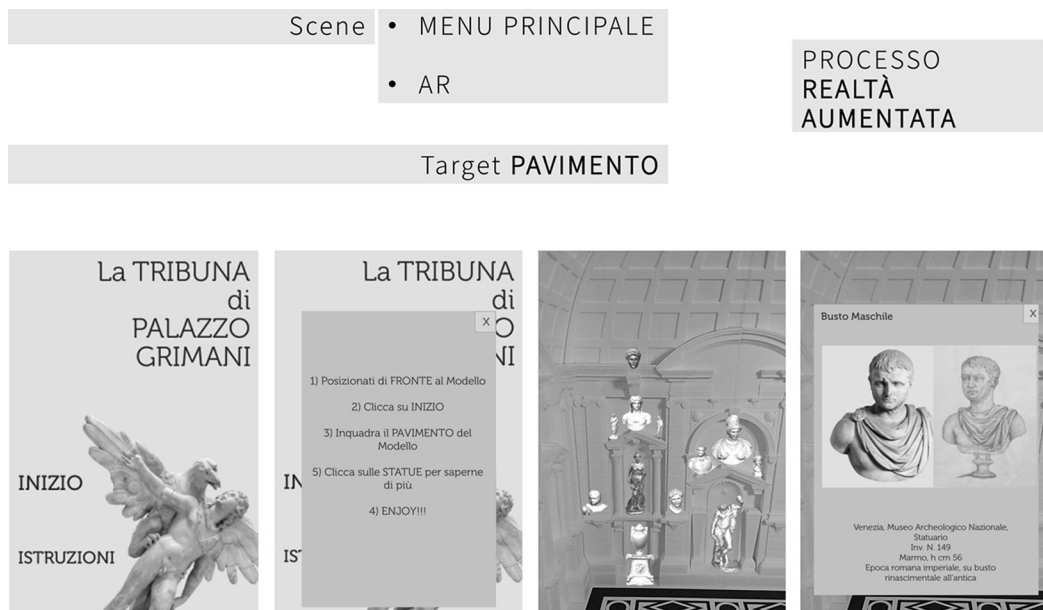 Scene
• MENU PRINCIPALE
• AR
PROCESSO
REALTÀ
AUMENTATA
Target PAVIMENTO
La TRIBUNA
di
PALAZZO
GRIMANI
INIZIO
ISTRUZIONI
La TRIBUNA
di
X
1) Posizionati di FRONTE al Modello
2) Clicca su INIZIO
3) Inquadra il PAVIMENTO del
Modello
5) Clicca sulle STATUE per saperne
di più
4) ENJOY!!!
Busto Maschile
X
Venezia, Museo Archeologico Nazionale,
Statuario
Inv. N. 149
Marmo, h cm 56
Epoca romana imperiale, su busto
rinascimentale all'antica